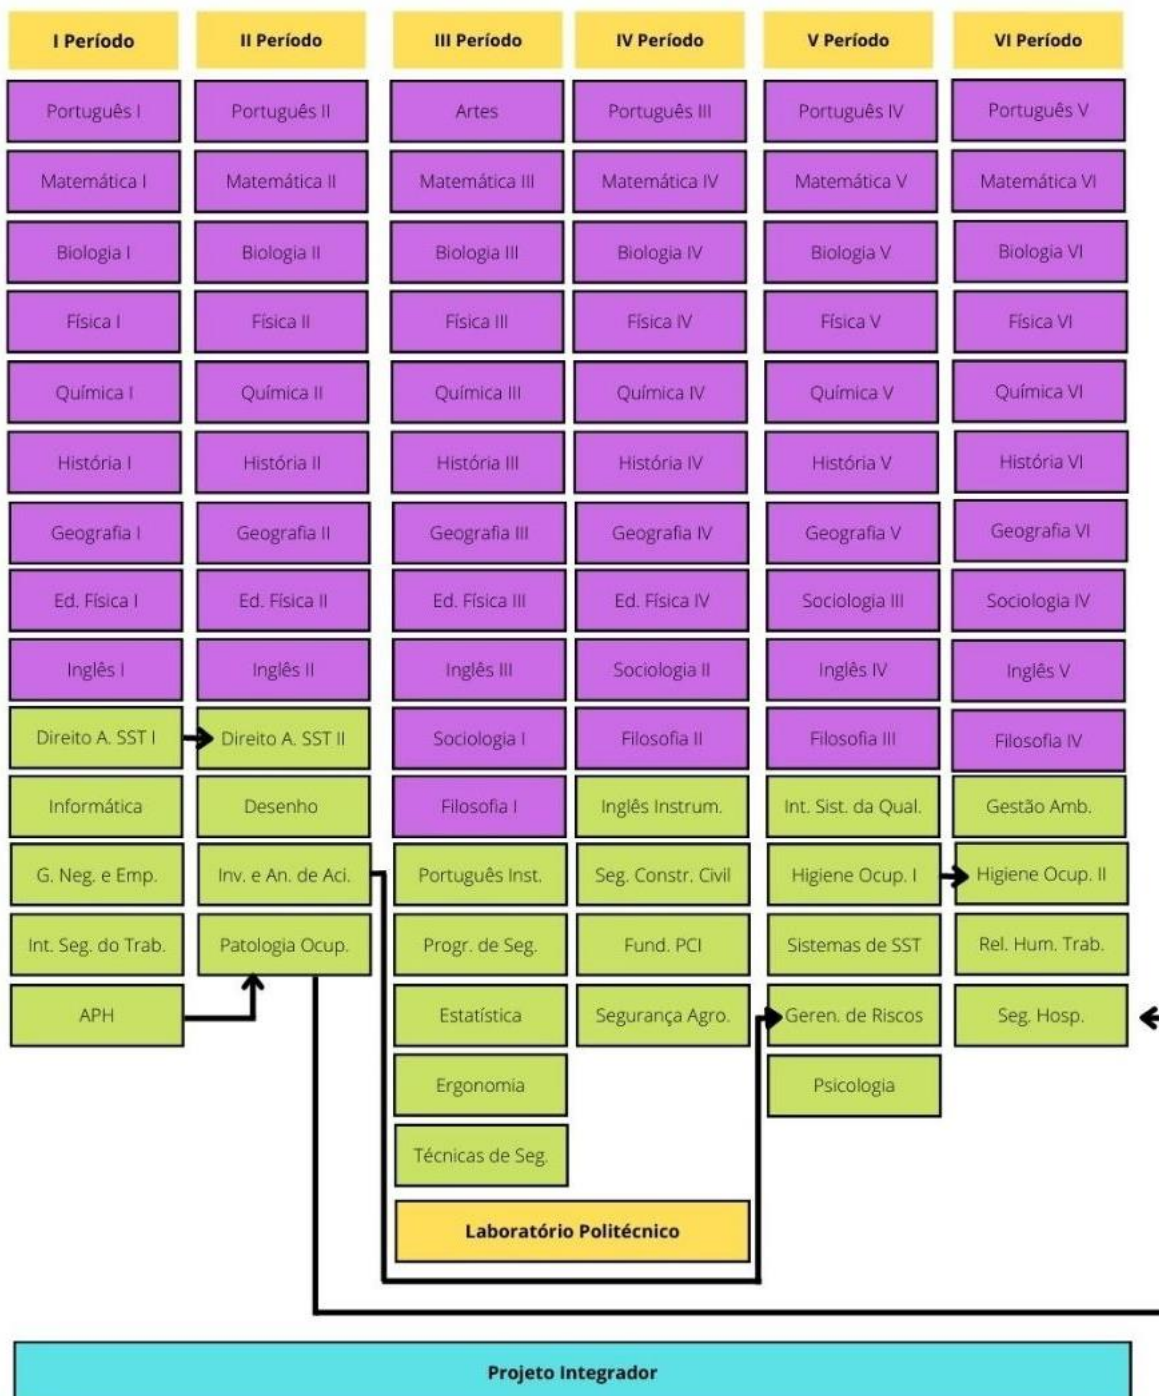 I Período
II Período
III Período
IV Período
V Período
VI Período
Português I
Português II
Artes
Português III
Português IV
Português V
Matemática I
Matemática II
Matemática III
Matemática IV
Matemática V
Matemática VI
Biologia I
Biologia II
Biologia III
Biologia IV
Biologia V
Biologia VI
Física I
Física II
Física III
Física IV
Física V
Física VI
Química I
Química II
Química III
Química IV
Química V
Química VI
História I
História II
História III
História IV
História V
História VI
Geografia I
Geografia II
Geografia III
Geografia IV
Geografia V
Geografia VI
Ed. Física I
Ed. Física II
Ed. Física III
Ed. Física IV
Sociologia III
Sociologia IV
Inglês I
Inglês II
Inglês III
Sociologia II
Inglês IV
Inglês V
Direito A. SST I
Direito A. SST II
Sociologia I
Filosofia II
Filosofia III
Filosofia IV
Informática
Desenho
Filosofia I
Inglês Instrum.
Int. Sist. da Qual.
Gestão Amb.
G. Neg. e Emp.
Inv. e An. de Aci.
Português Inst.
Seg. Constr. Civil
Higiene Ocup. I
Higiene Ocup. II
Int. Seg. do Trab.
Patologia Ocup.
Progr. de Seg.
Fund. PCI
Sistemas de SST
Rel. Hum. Trab.
APH
Estatística
Segurança Agro.
Geren. de Riscos
Seg. Hosp.
Ergonomia
Psicologia
Técnicas de Seg.
Laboratório Politécnico
Projeto Integrador